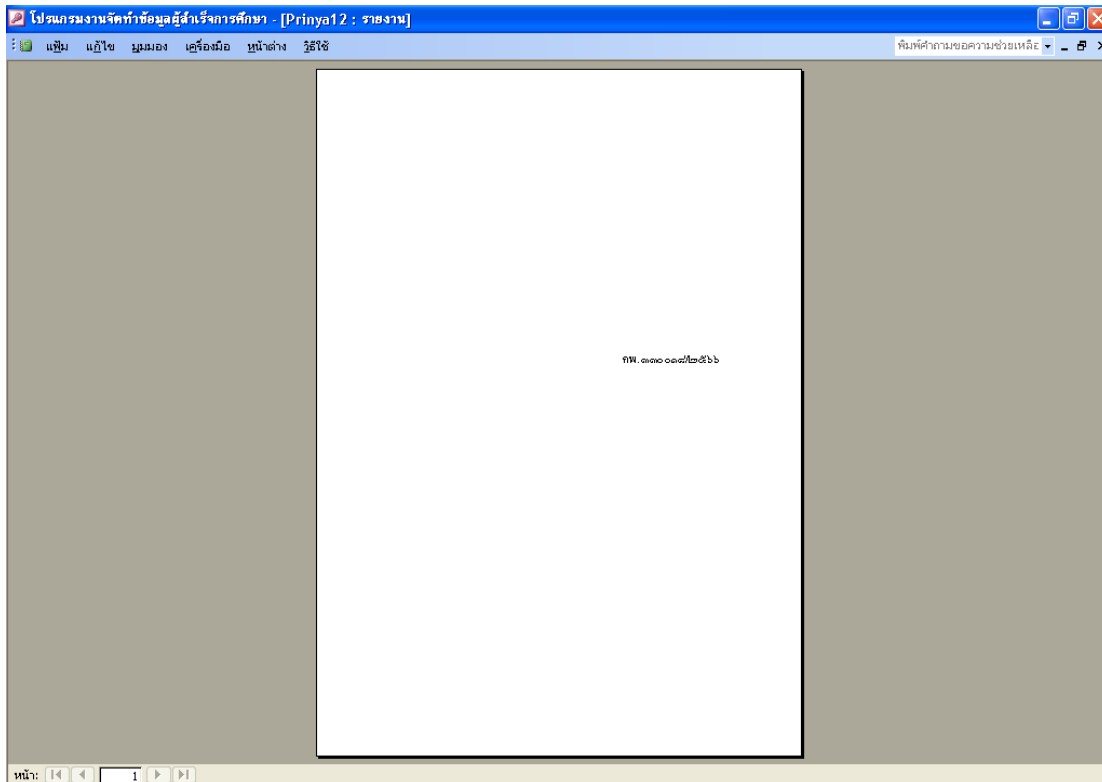 โปรแกรมงานจัดทำข้อมูลผู้สำเร็จการศึกษา - [Prinya12 : รายงาน]
แฟ้ม แก้ไข มุมมอง เครื่องมือ หน้าต่าง วิธีใช้ พิมพ์คำถามขอความช่วยเหลือ
กพ.๓๓๐๐๓๘/๒๕๖๖
หน้า: 1